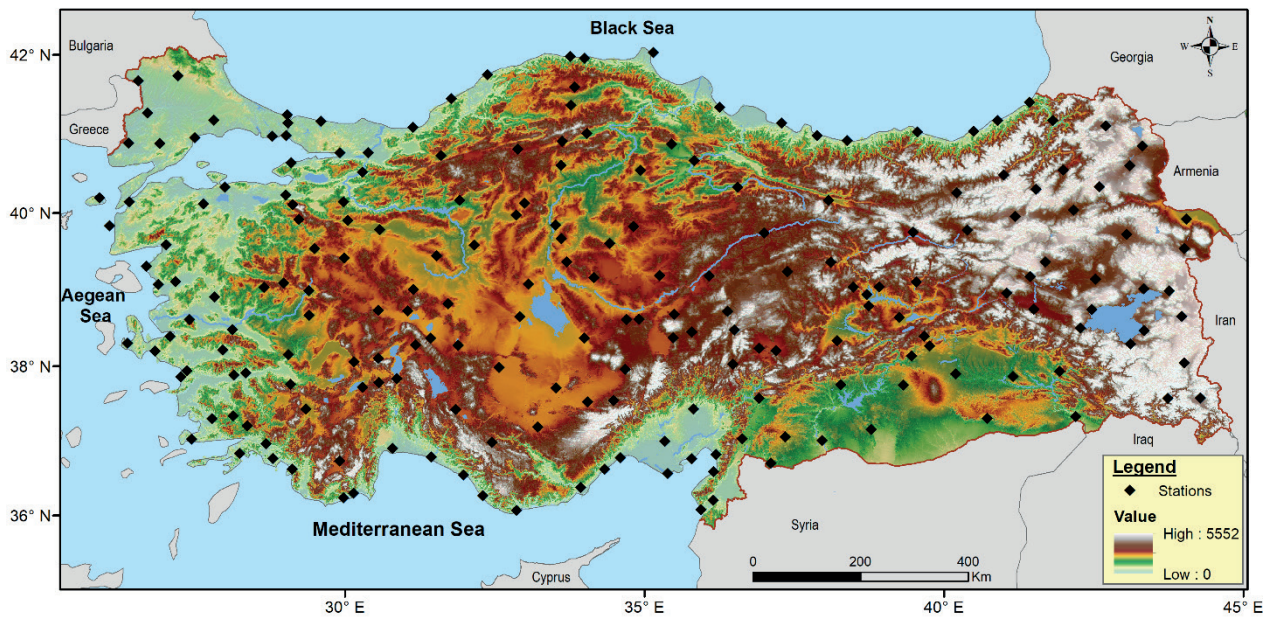 Black Sea
Bulgaria
Georgia
N
W
E
S
42° N
Greece
Armenia
40° N
Aegean
Sea
Iran
38° N
Iraq
Legend
Stations
Value
High : 5552
Low : 0
36° N
Mediterranean Sea
Syria
Cyprus
0
200
400
Km
30° E
35° E
40° E
45° E